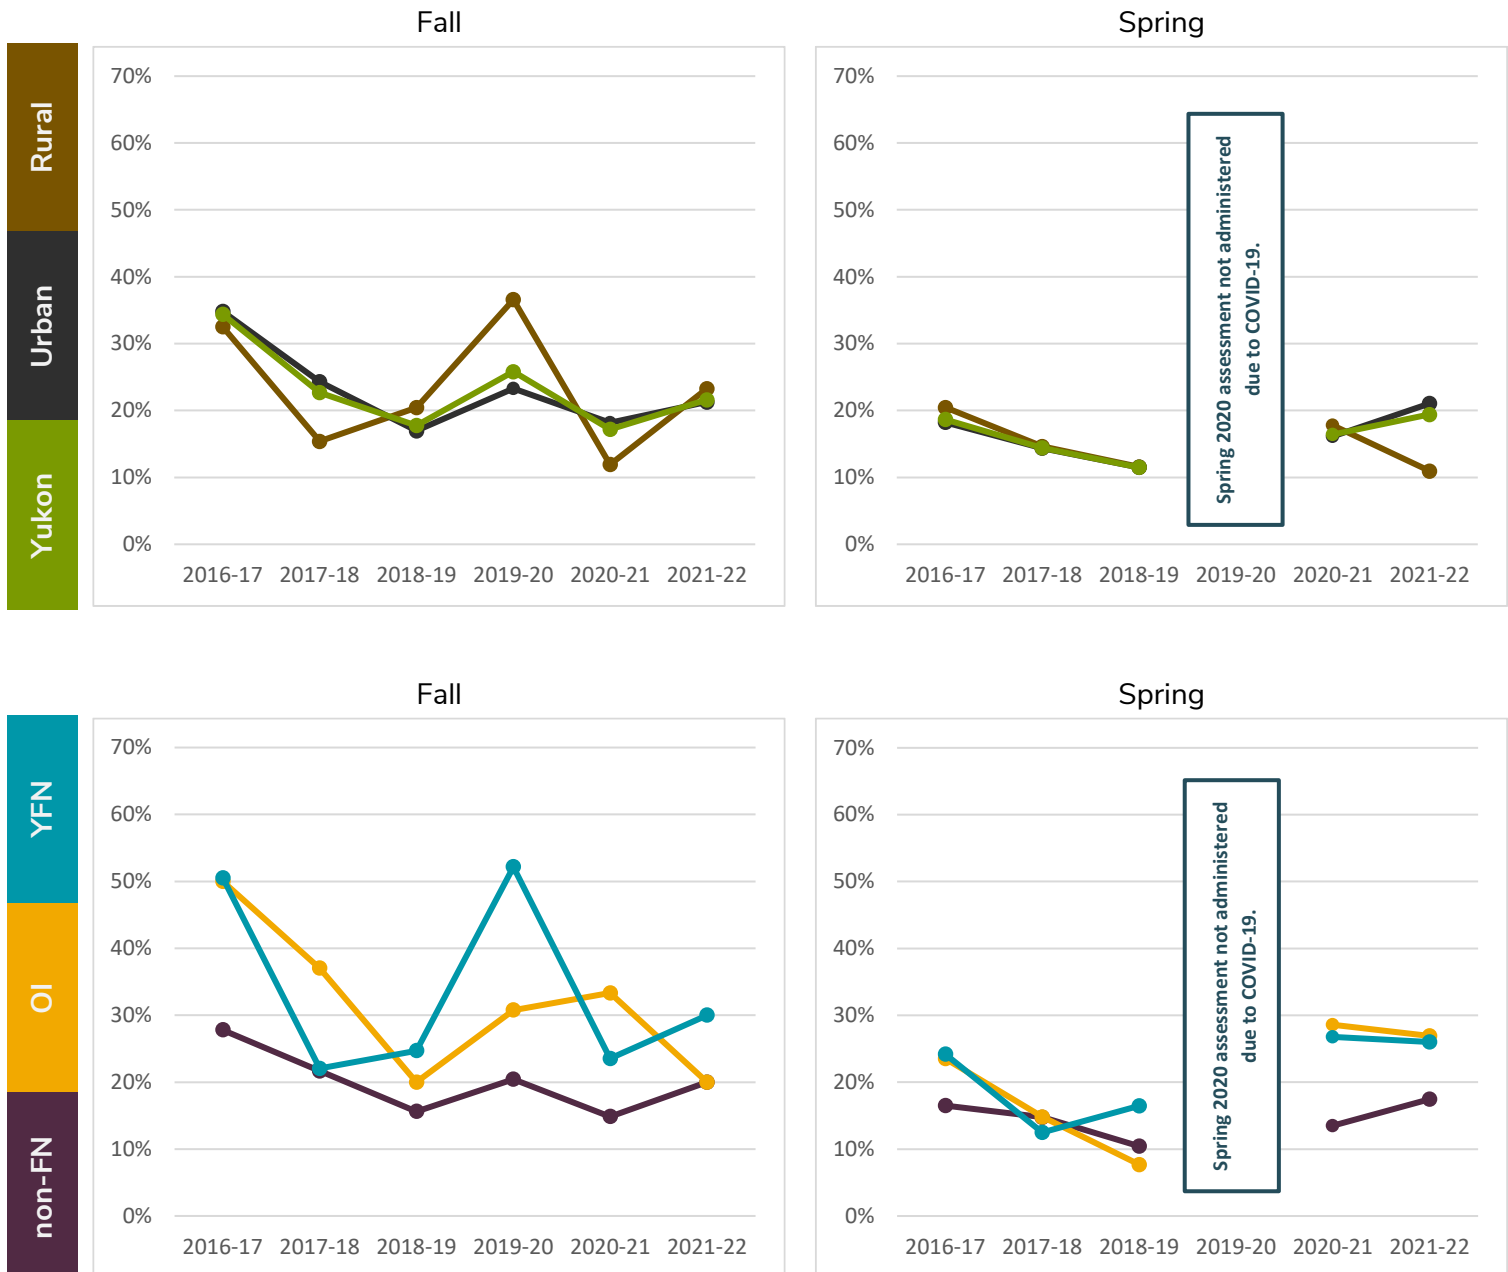 Fall
Spring
Rural
Urban
Yukon
70%
60%
50%
40%
30%
20%
10%
0%
2016-17 2017-18 2018-19 2019-20 2020-21 2021-22
70%
60%
50%
40%
30%
20%
10%
0%
Spring 2020 assessment not administered
due to COVID-19.
2016-17 2017-18 2018-19 2019-20 2020-21 2021-22
Fall
Spring
YFN
OI
non-FN
70%
60%
50%
40%
30%
20%
10%
0%
2016-17 2017-18 2018-19 2019-20 2020-21 2021-22
70%
60%
50%
40%
30%
20%
10%
0%
Spring 2020 assessment not administered
due to COVID-19.
2016-17 2017-18 2018-19 2019-20 2020-21 2021-22